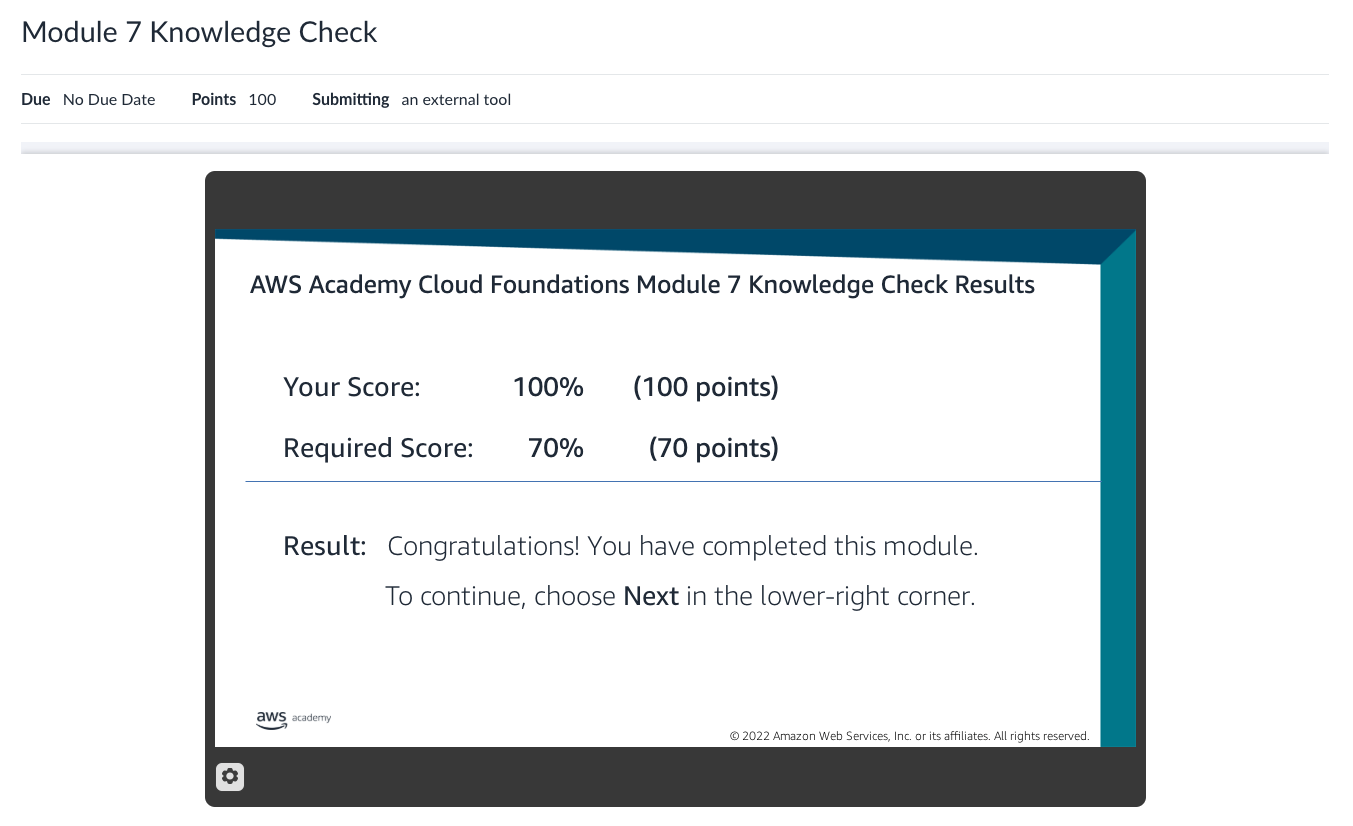 Module 7 Knowledge Check
Due No Due Date Points 100 Submitting an external tool
AWS Academy Cloud Foundations Module 7 Knowledge Check Results
Your Score: 100% (100 points)
Required Score: 70% (70 points)
Result: Congratulations! You have completed this module.
To continue, choose Next in the lower-right corner.
aws academy
© 2022 Amazon Web Services, Inc. or its affiliates. All rights reserved.